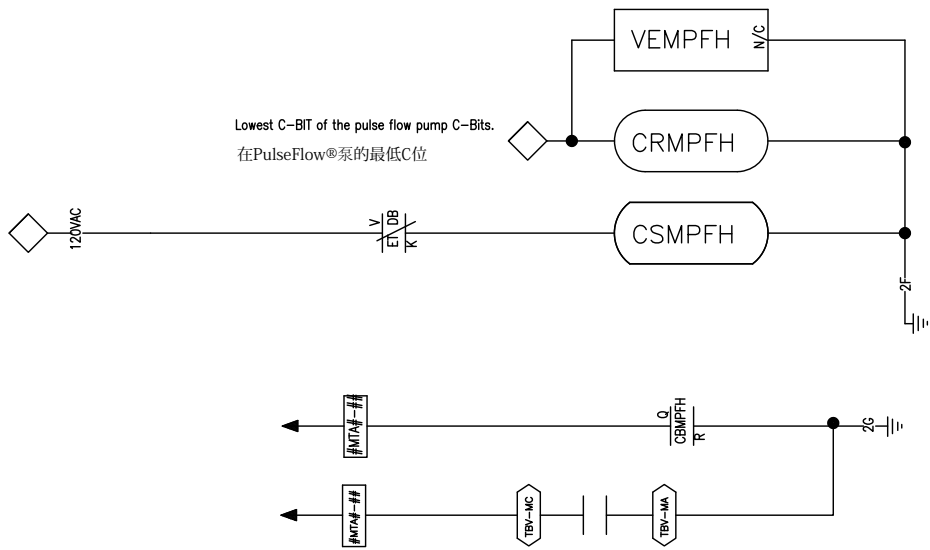 VEMPFH
N/C
Lowest C-BIT of the pulse flow pump C-Bits.
在PulseFlow®泵的最低C位
CRMPFH
120VAC
V
ET DB
K
CSMPFH
2F
#MTA#-##
Q
CBMPFH
R
2G
#MTA#-##
TBV-MC
TBV-MA